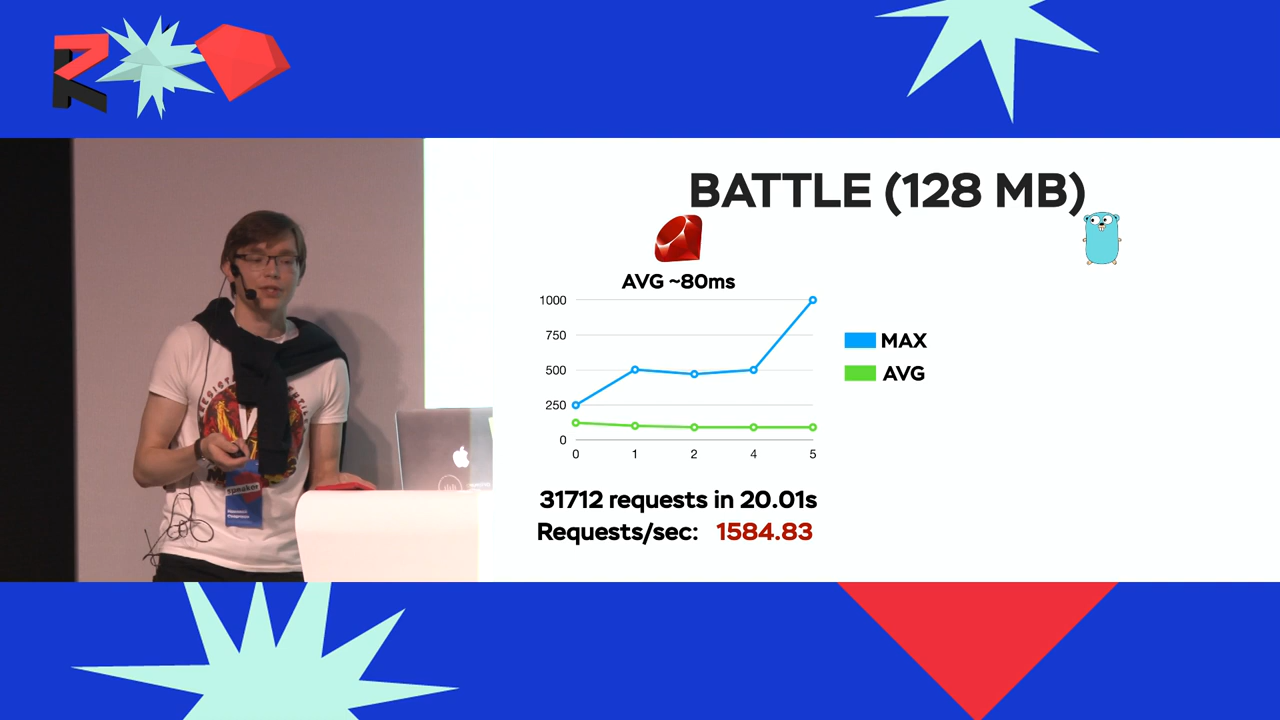 BATTLE (128 MB)
AVG ~80ms
1000
750
500
250
0
0 1 2 4 5
MAX
AVG
31712 requests in 20.01s
Requests/sec: 1584.83